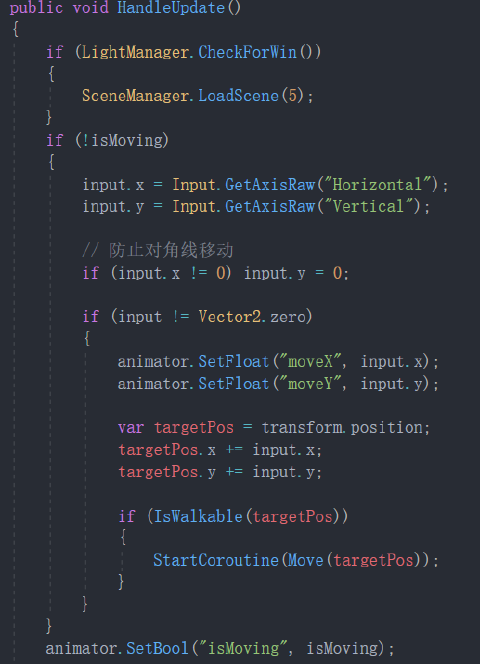 public void HandleUpdate()
{
if (LightManager.CheckForWin())
{
SceneManager.LoadScene(5);
}
if (!isMoving)
{
input.x = Input.GetAxisRaw("Horizontal");
input.y = Input.GetAxisRaw("Vertical");
// 防止对角线移动
if (input.x != 0) input.y = 0;
if (input != Vector2.zero)
{
animator.SetFloat("moveX", input.x);
animator.SetFloat("moveY", input.y);
var targetPos = transform.position;
targetPos.x += input.x;
targetPos.y += input.y;
if (IsWalkable(targetPos))
{
StartCoroutine(Move(targetPos));
}
}
}
animator.SetBool("isMoving", isMoving);